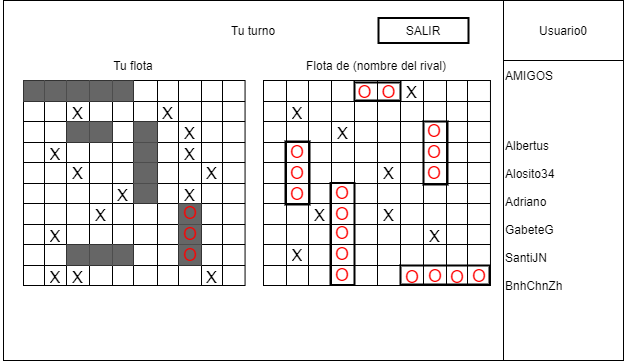 Tu turno
SALIR
Usuario0
Tu flota
Flota de (nombre del rival)
AMIGOS
Albertus
Alosito34
Adriano
GabeteG
SantiJN
BnhChnZh
O O X
X X X
X X X O
X X O O
X X O X O
X X O O
X O X O X
X O O X
O X O
X X X O O O O O